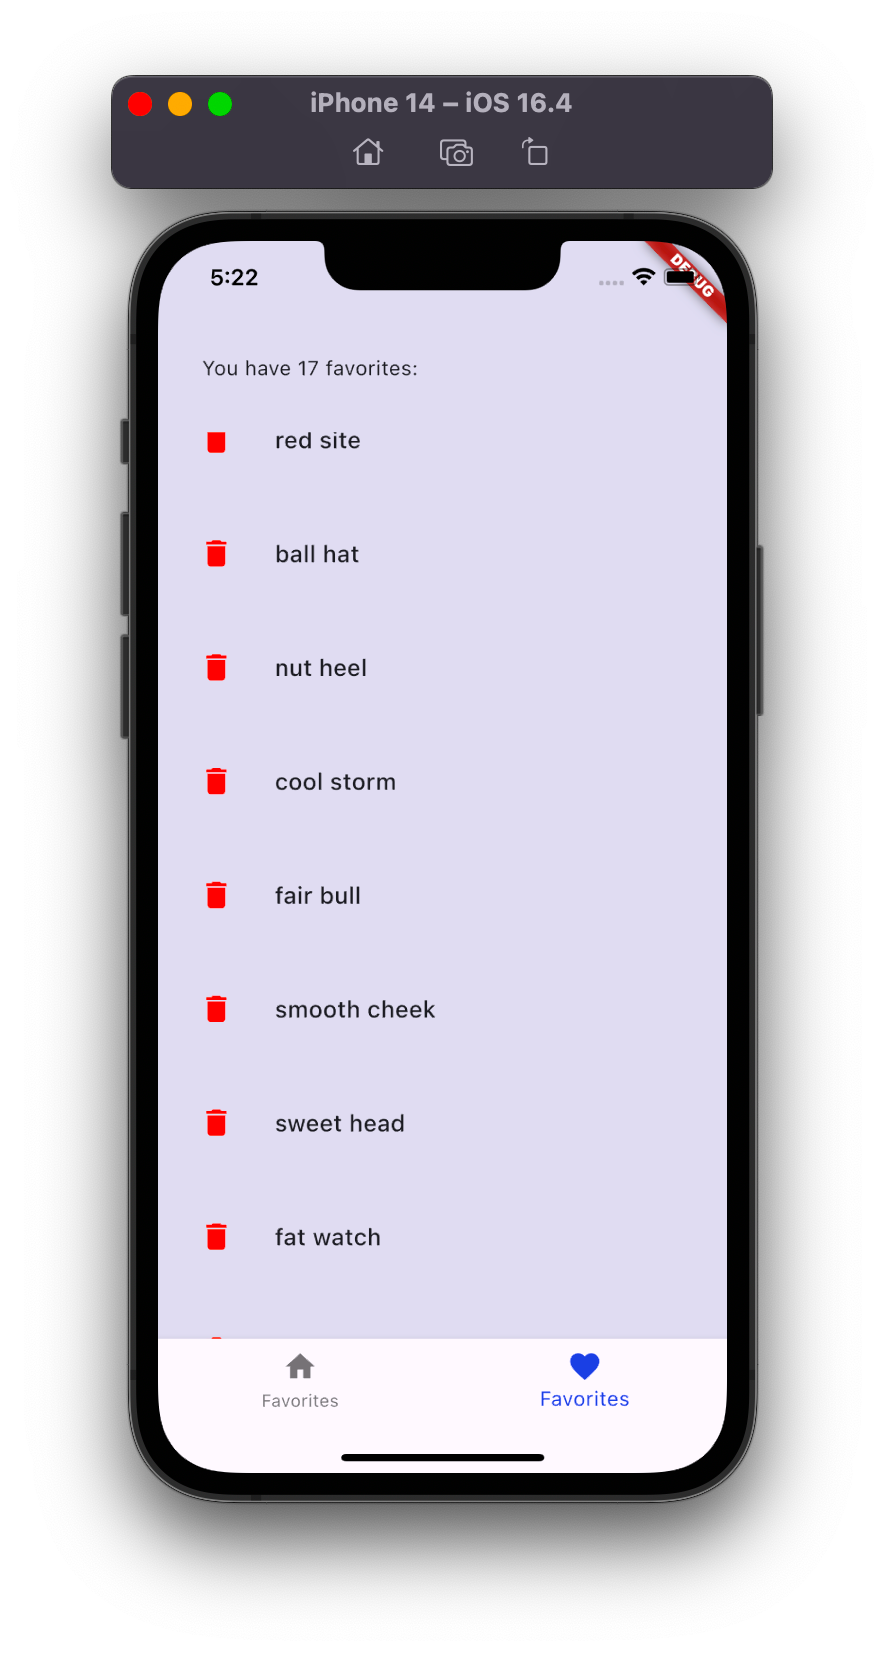 iPhone 14 – iOS 16.4
5:22
DEBUG
You have 17 favorites:
red site
ball hat
nut heel
cool storm
fair bull
smooth cheek
sweet head
fat watch
Favorites
Favorites